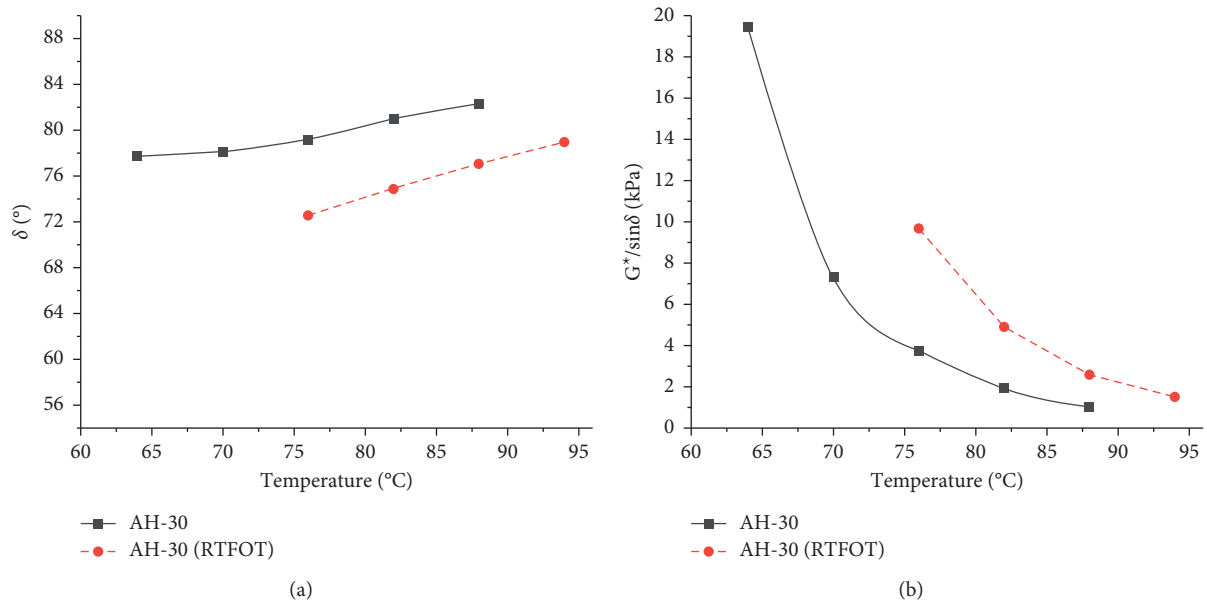 88
84
80
76
72
68
64
60
56
δ (°)
60 65 70 75 80 85 90 95
Temperature (°C)
AH-30
AH-30 (RTFOT)
(a)
20
18
16
14
12
10
8
6
4
2
0
G*/sinδ (kPa)
60 65 70 75 80 85 90 95
Temperature (°C)
AH-30
AH-30 (RTFOT)
(b)